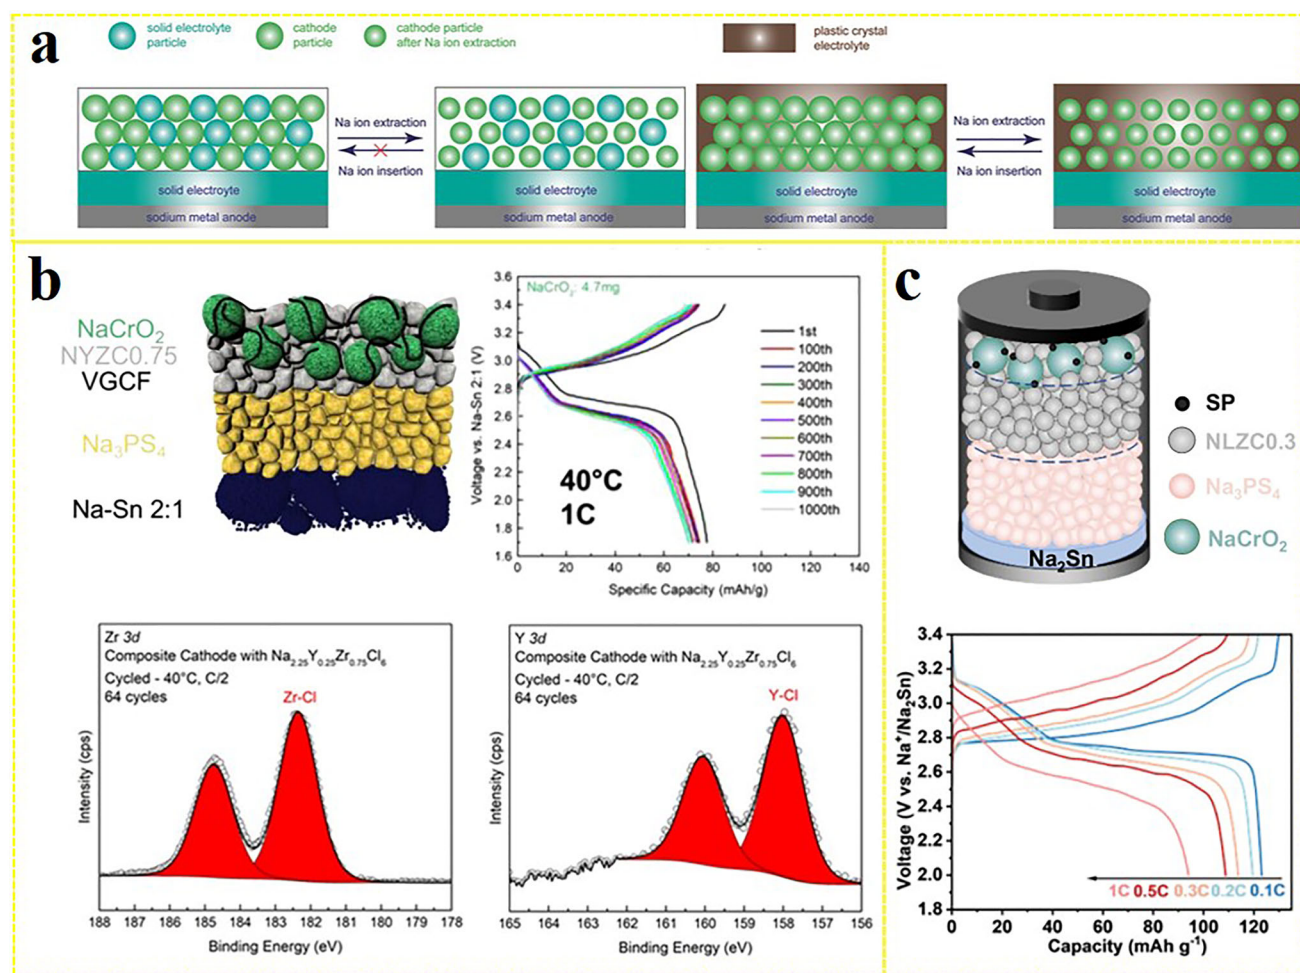 a
solid electrolyte
particle
cathode
particle
cathode particle
after Na ion extraction
plastic crystal
electrolyte
Na ion extraction
Na ion insertion
solid electroyte
sodium metal anode
solid electroyte
sodium metal anode
Na ion extraction
Na ion insertion
solid electroyte
sodium metal anode
solid electroyte
sodium metal anode
b
NaCrO2
NYZC0.75
VGCF
Na3PS4
Na-Sn 2:1
NaCrO2: 4.7mg
Voltage vs. Na-Sn 2:1 (V)
3.6
3.4
3.2
3.0
2.8
2.6
2.4
2.2
2.0
1.8
1.6
1st
100th
200th
300th
400th
500th
600th
700th
800th
900th
1000th
40°C
1C
0 20 40 60 80 100 120 140
Specific Capacity (mAh/g)
Zr 3d
Composite Cathode with Na2.25Y0.25Zr0.75Cl6
Cycled - 40°C, C/2
64 cycles
Zr-Cl
Intensity (cps)
188 187 186 185 184 183 182 181 180 179 178
Binding Energy (eV)
Y 3d
Composite Cathode with Na2.25Y0.25Zr0.75Cl6
Cycled - 40°C, C/2
64 cycles
Y-Cl
Intensity (cps)
165 164 163 162 161 160 159 158 157 156
Binding Energy (eV)
c
SP
NLZC0.3
Na3PS4
NaCrO2
Na2Sn
Voltage (V vs. Na+/Na2Sn)
3.4
3.2
3.0
2.8
2.6
2.4
2.2
2.0
1.8
1C 0.5C 0.3C 0.2C 0.1C
0 20 40 60 80 100 120
Capacity (mAh g-1)